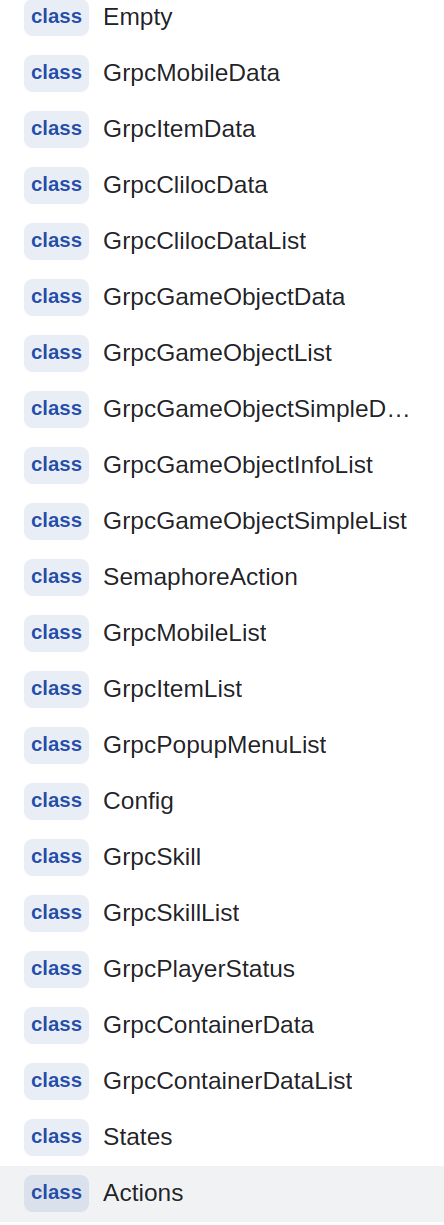 class Empty
class GrpcMobileData
class GrpcItemData
class GrpcClilocData
class GrpcClilocDataList
class GrpcGameObjectData
class GrpcGameObjectList
class GrpcGameObjectSimpleD…
class GrpcGameObjectInfoList
class GrpcGameObjectSimpleList
class SemaphoreAction
class GrpcMobileList
class GrpcItemList
class GrpcPopupMenuList
class Config
class GrpcSkill
class GrpcSkillList
class GrpcPlayerStatus
class GrpcContainerData
class GrpcContainerDataList
class States
class Actions